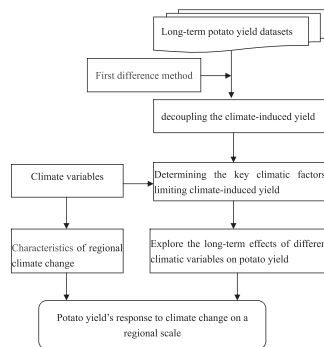 Long-term potato yield datasets
First difference method
decoupling the climate-induced yield
Climate variables
Determining the key climatic factors
limiting climate-induced yield
Characteristics of regional
climate change
Explore the long-term effects of different
climatic variables on potato yield
Potato yield's response to climate change on a
regional scale